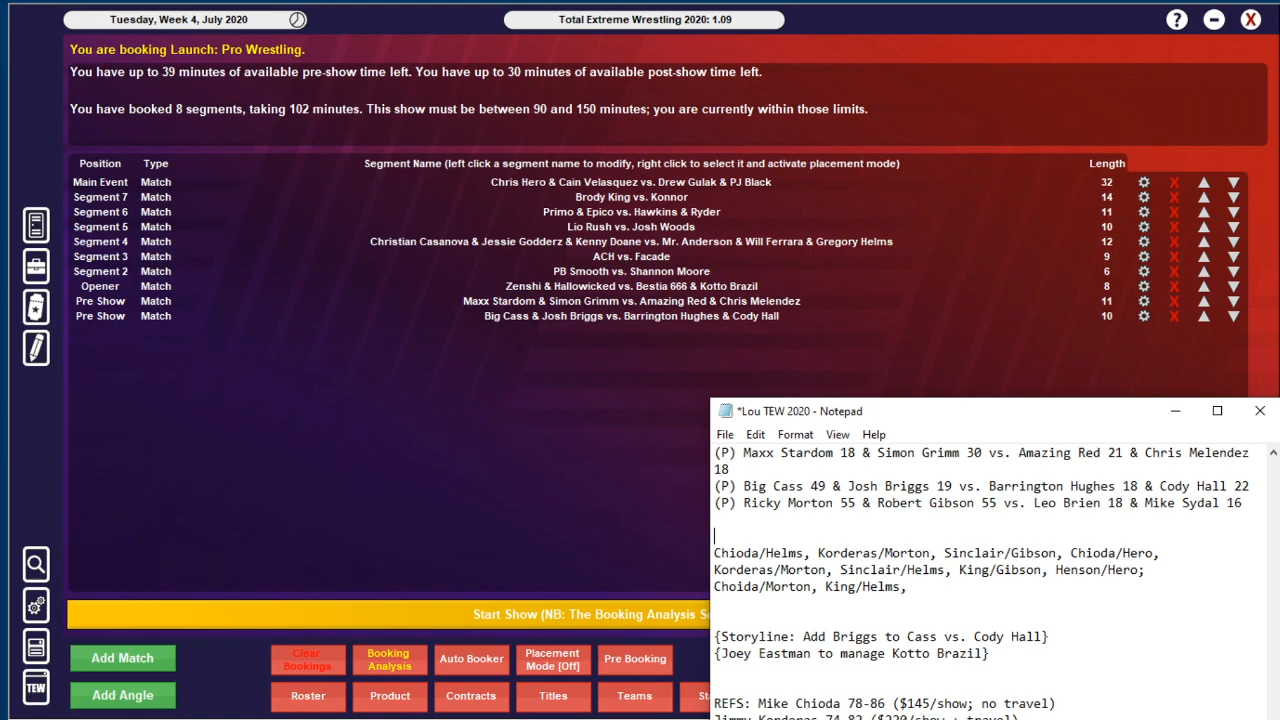 Tuesday, Week 4, July 2020
Total Extreme Wrestling 2020: 1.09
?
X
You are booking Launch: Pro Wrestling.
You have up to 39 minutes of available pre-show time left. You have up to 30 minutes of available post-show time left.
You have booked 8 segments, taking 102 minutes. This show must be between 90 and 150 minutes; you are currently within those limits.
Position Type Segment Name (left click a segment name to modify, right click to select it and activate placement mode) Length
Main Event Match Chris Hero & Cain Velasquez vs. Drew Gulak & PJ Black 32 X
Segment 7 Match Brody King vs. Konnor 14 X
Segment 6 Match Primo & Epico vs. Hawkins & Ryder 11 X
Segment 5 Match Lio Rush vs. Josh Woods 10 X
Segment 4 Match Christian Casanova & Jessie Godderz & Kenny Doane vs. Mr. Anderson & Will Ferrara & Gregory Helms 12 X
Segment 3 Match ACH vs. Facade 9 X
Segment 2 Match PB Smooth vs. Shannon Moore 6 X
Opener Match Zenshi & Hallowicked vs. Bestia 666 & Kotto Brazil 8 X
Pre Show Match Maxx Stardom & Simon Grimm vs. Amazing Red & Chris Melendez 11 X
Pre Show Match Big Cass & Josh Briggs vs. Barrington Hughes & Cody Hall 10 X
*Lou TEW 2020 - Notepad
File Edit Format View Help
(P) Maxx Stardom 18 & Simon Grimm 30 vs. Amazing Red 21 & Chris Melendez
18
(P) Big Cass 49 & Josh Briggs 19 vs. Barrington Hughes 18 & Cody Hall 22
(P) Ricky Morton 55 & Robert Gibson 55 vs. Leo Brien 18 & Mike Sydal 16
Chioda/Helms, Korderas/Morton, Sinclair/Gibson, Chioda/Hero,
Korderas/Morton, Sinclair/Helms, King/Gibson, Henson/Hero;
Choida/Morton, King/Helms,
{Storyline: Add Briggs to Cass vs. Cody Hall}
{Joey Eastman to manage Kotto Brazil}
REFS: Mike Chioda 78-86 ($145/show; no travel)
Jimmy Korderas 74-82 ($220/show + travel)
Start Show (NB: The Booking Analysis
Add Match
Clear Bookings
Booking Analysis
Auto Booker
Placement Mode [Off]
Pre Booking
Add Angle
Roster
Product
Contracts
Titles
Teams
TEW